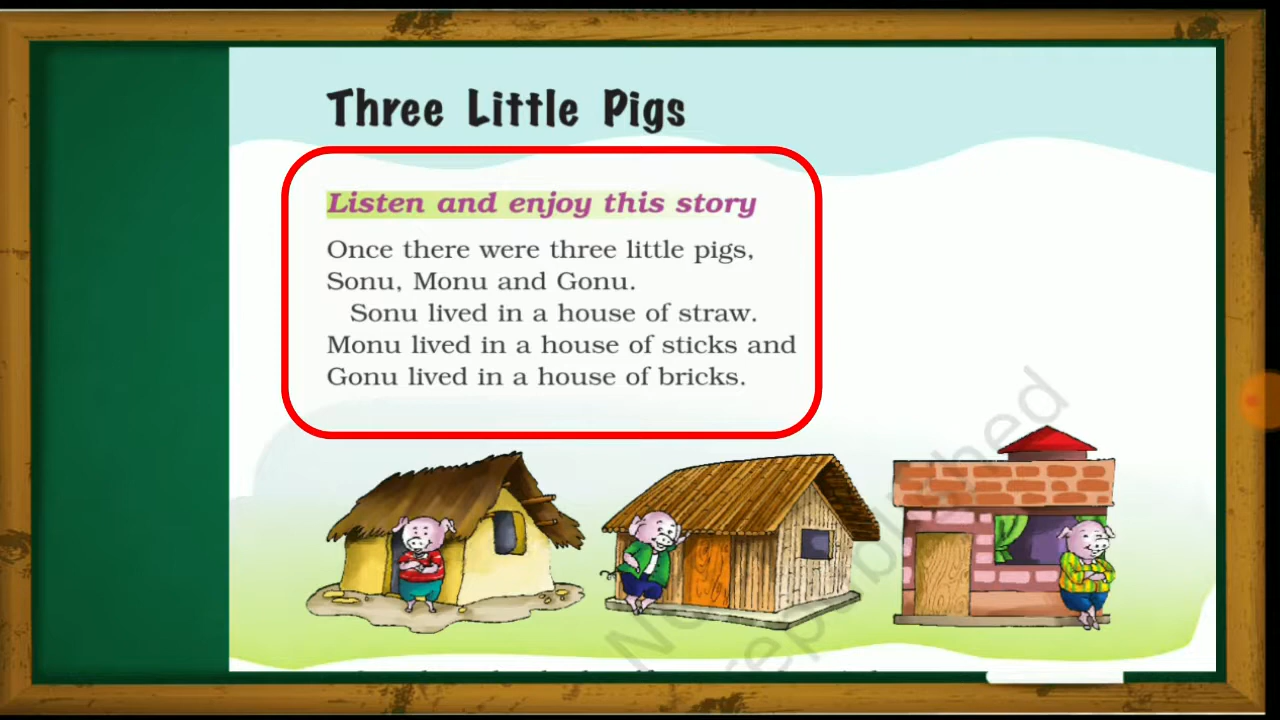 Three Little Pigs
Listen and enjoy this story
Once there were three little pigs,
Sonu, Monu and Gonu.
Sonu lived in a house of straw.
Monu lived in a house of sticks and
Gonu lived in a house of bricks.